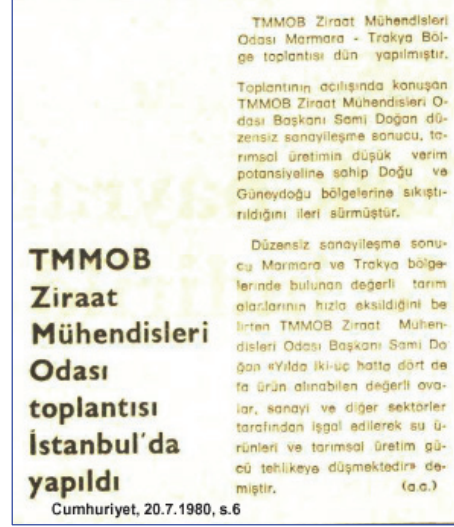 TMMOB
Ziraat
Mühendisleri
Odası
toplantısı
İstanbul'da
yapıldı
TMMOB Ziraat Mühendisleri
Odası Marmara - Trakya Böl-
ge toplantısı dün yapılmıştır.
Toplantının açılışında konuşan
TMMOB Ziraat Mühendisleri O-
dası Başkanı Sami Doğan dü-
zensiz sanayileşme sonucu, ta-
rımsal üretimin düşük verim
potansiyeline sahip Doğu ve
Güneydoğu bölgelerine sıkıştı-
rıldığını ileri sürmüştür.
Düzensiz sanayileşme sonu-
cu Marmara ve Trakya bölge-
lerinde bulunan değerli tarım
alanlarının hızla eksildiğini be
lirten TMMOB Ziraat Mühen-
disleri Odası Başkanı Sami Do
ğan «Yılda iki-üç hatta dört de
fa ürün alınabilen değerli ova-
lar, sanayi ve diğer sektörler
tarafından işgal edilerek su ü-
rünleri ve tarımsal üretim gü-
cü tehlikeye düşmektedir» de-
miştir. (a.a.)
Cumhuriyet, 20.7.1980, s.6